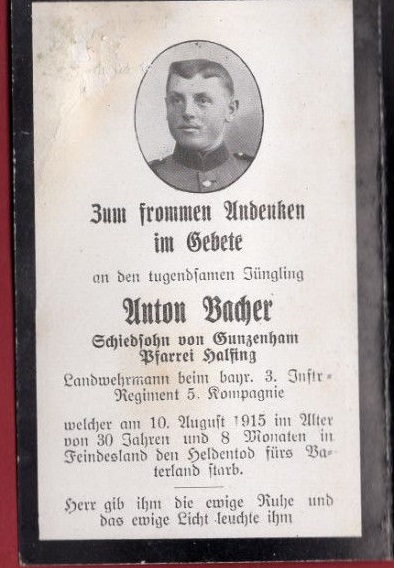 Zum frommen Andenken
im Gebete
an den tugendsamen Jüngling
Anton Bacher
Schiedsohn von Gunzenham
Pfarrei Halfing
Landwehrmann beim bayr. 3. Inftr-
Regiment 5. Kompagnie
welcher am 10. August 1915 im Alter
von 30 Jahren und 8 Monaten in
Feindesland den Heldentod fürs Va-
terland starb.
Herr gib ihm die ewige Ruhe und
das ewige Licht leuchte ihm